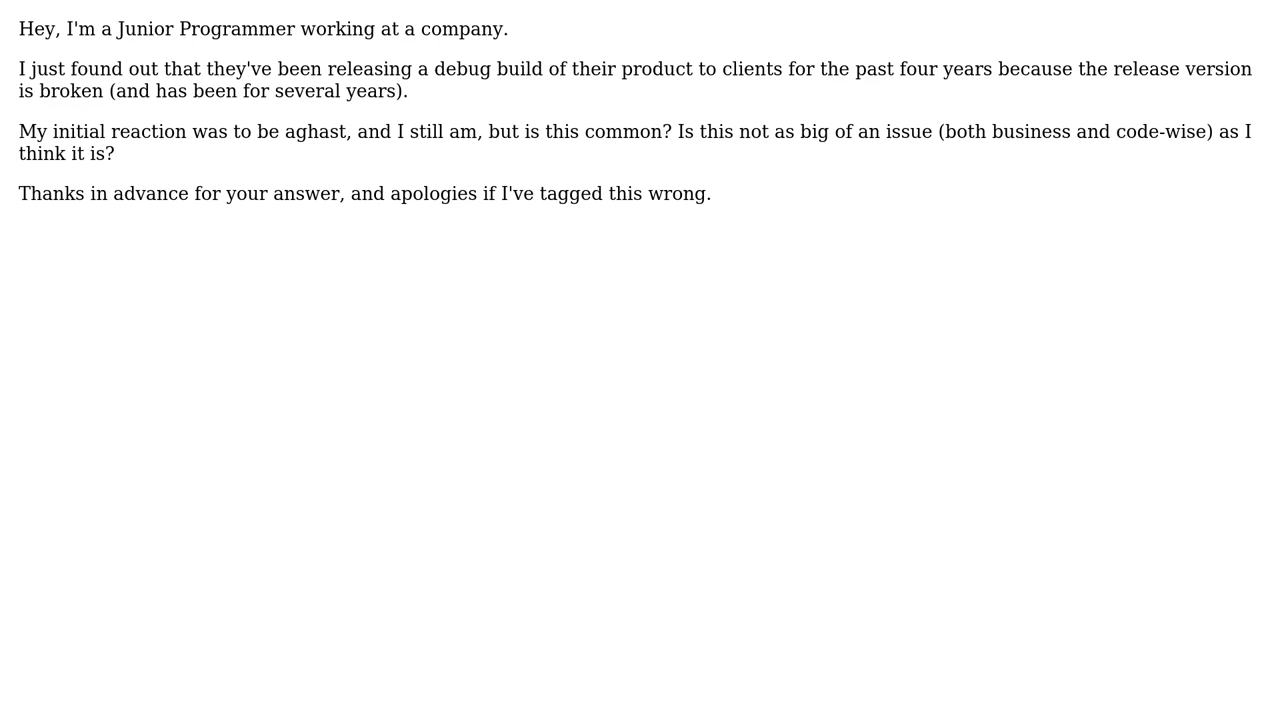 Hey, I'm a Junior Programmer working at a company.
I just found out that they've been releasing a debug build of their product to clients for the past four years because the release version
is broken (and has been for several years).
My initial reaction was to be aghast, and I still am, but is this common? Is this not as big of an issue (both business and code-wise) as I
think it is?
Thanks in advance for your answer, and apologies if I've tagged this wrong.